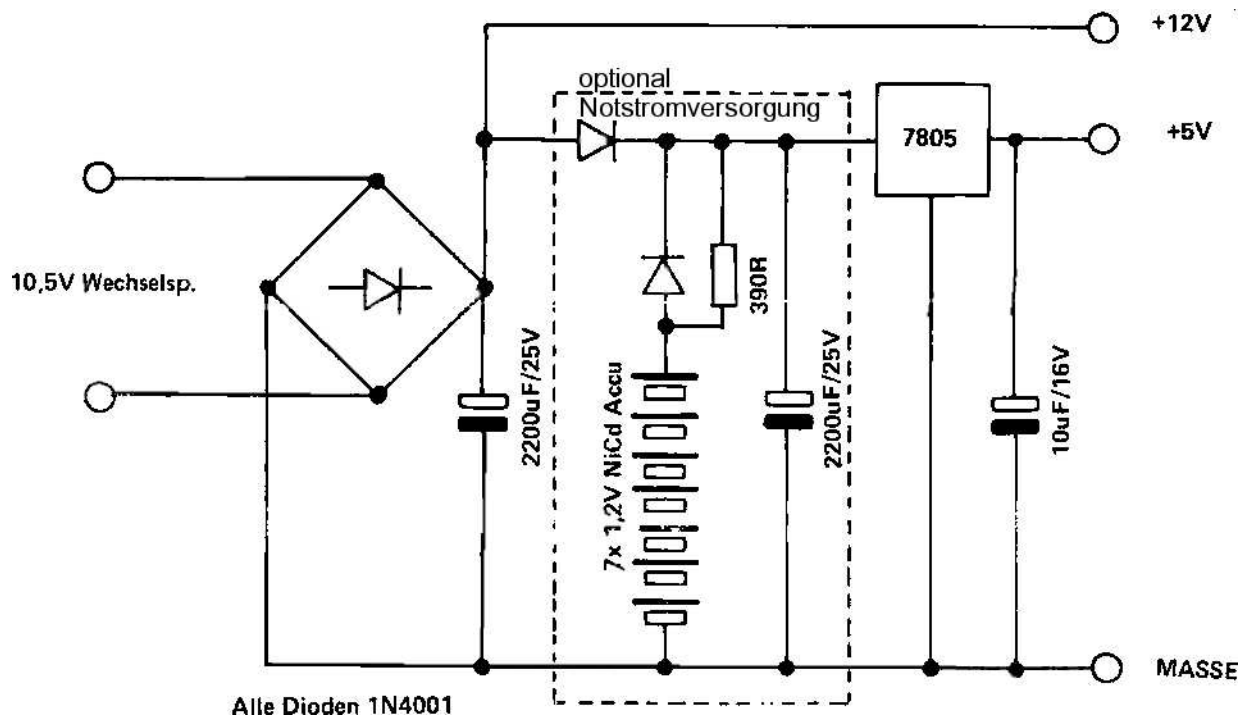 +12V
optional
Notstromversorgung
7805
+5V
10,5V Wechselsp.
390R
2200uF/25V
7x 1,2V NiCd Accu
2200uF/25V
10uF/16V
MASSE
Alle Dioden 1N4001